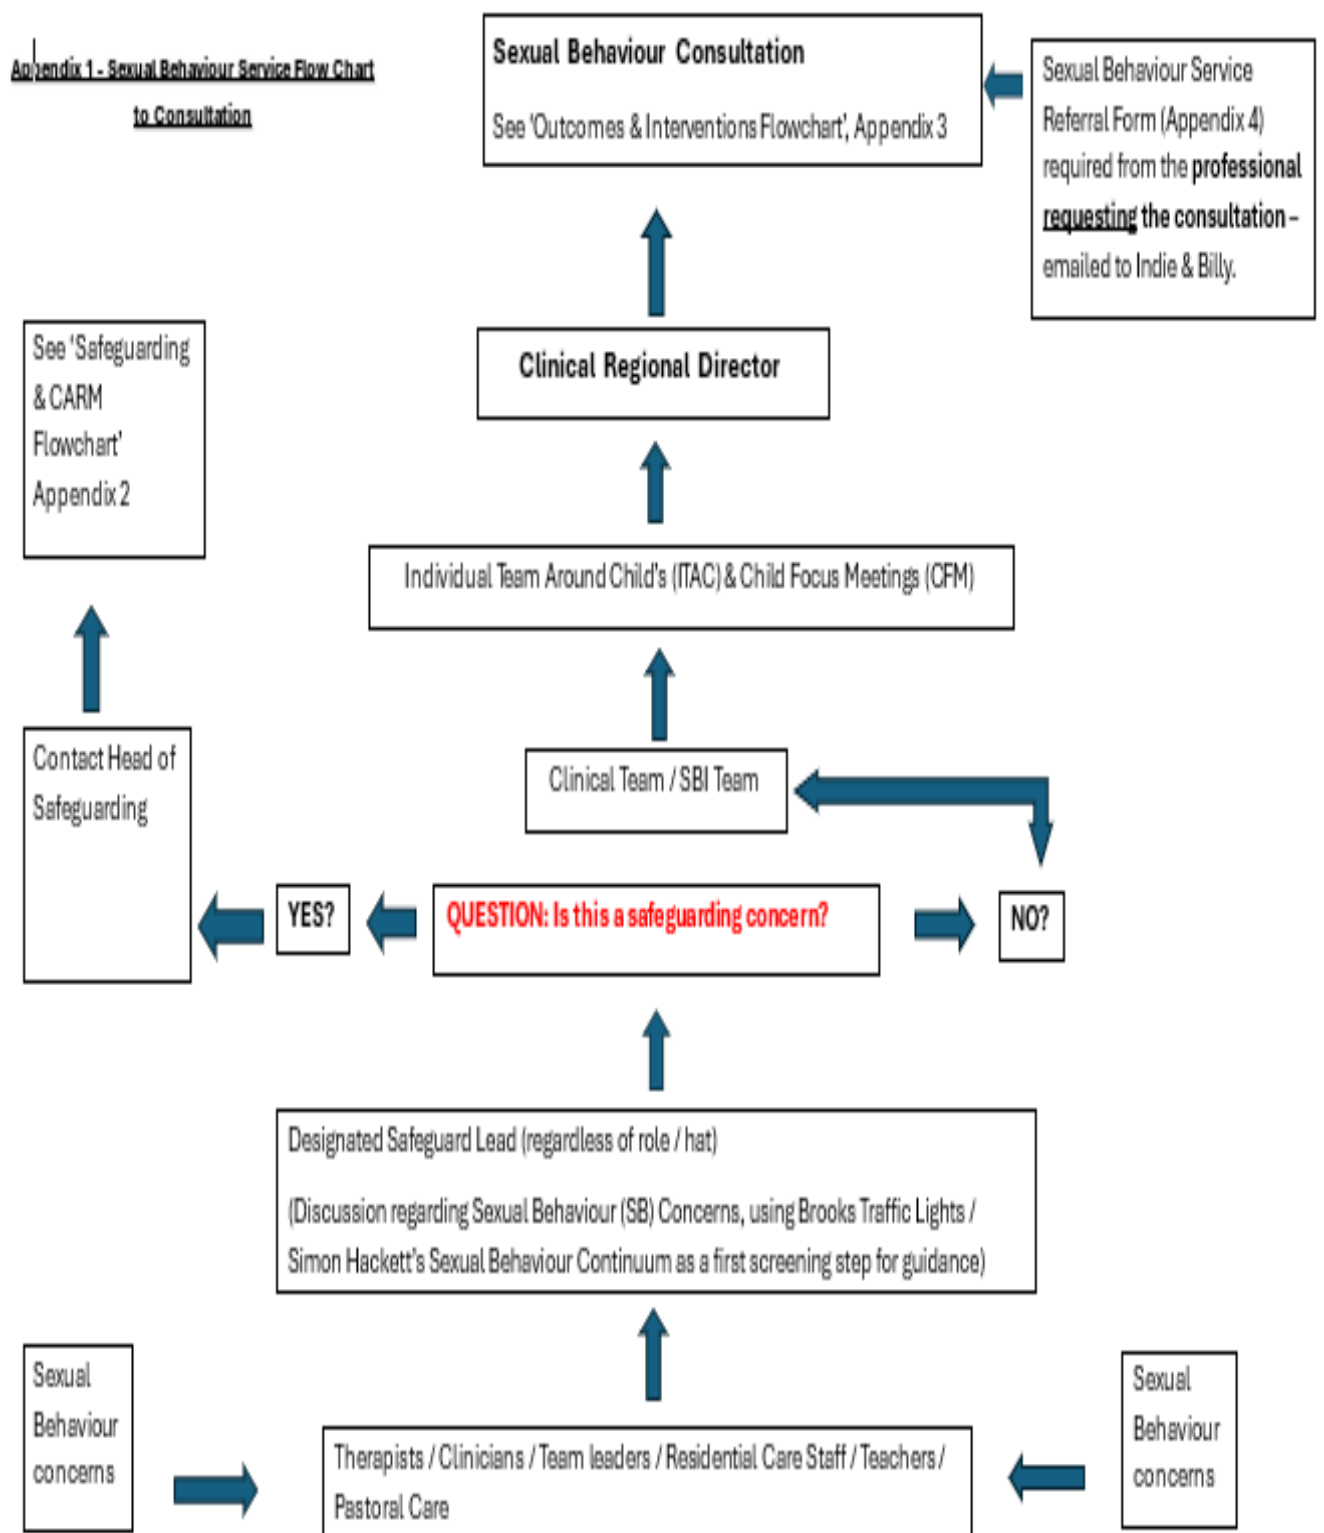 Appendix 1 - Sexual Behaviour Service Flow Chart
to Consultation
Sexual Behaviour Consultation
See 'Outcomes & Interventions Flowchart', Appendix 3
Sexual Behaviour Service
Referral Form (Appendix 4)
required from the professional
requesting the consultation –
emailed to Indie & Billy.
See 'Safeguarding
& CARM
Flowchart'
Appendix 2
Clinical Regional Director
Individual Team Around Child's (ITAC) & Child Focus Meetings (CFM)
Contact Head of
Safeguarding
Clinical Team / SBI Team
YES?
QUESTION: Is this a safeguarding concern?
NO?
Designated Safeguard Lead (regardless of role / hat)
(Discussion regarding Sexual Behaviour (SB) Concerns, using Brooks Traffic Lights /
Simon Hackett's Sexual Behaviour Continuum as a first screening step for guidance)
Sexual
Behaviour
concerns
Therapists / Clinicians / Team leaders / Residential Care Staff / Teachers /
Pastoral Care
Sexual
Behaviour
concerns